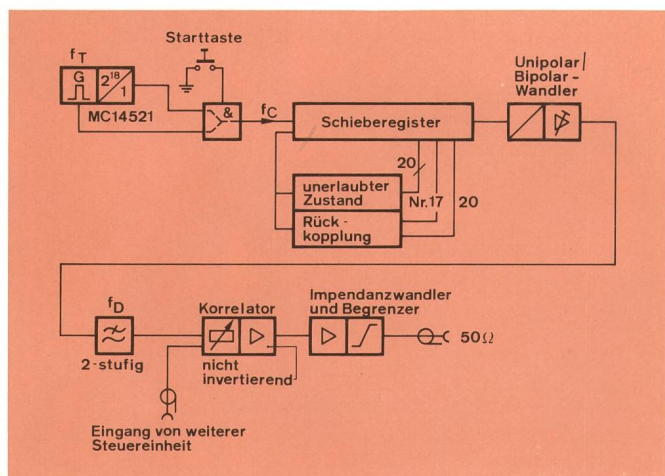 Starttaste
f_T
G
2^18/1
MC14521
&
f_C
Schieberegister
Unipolar/
Bipolar-
Wandler
20
unerlaubter
Zustand
Nr.17
20
Rück-
kopplung
f_D
2-stufig
Korrelator
nicht
invertierend
Impendanzwandler
und Begrenzer
50Ω
Eingang von weiterer
Steuereinheit